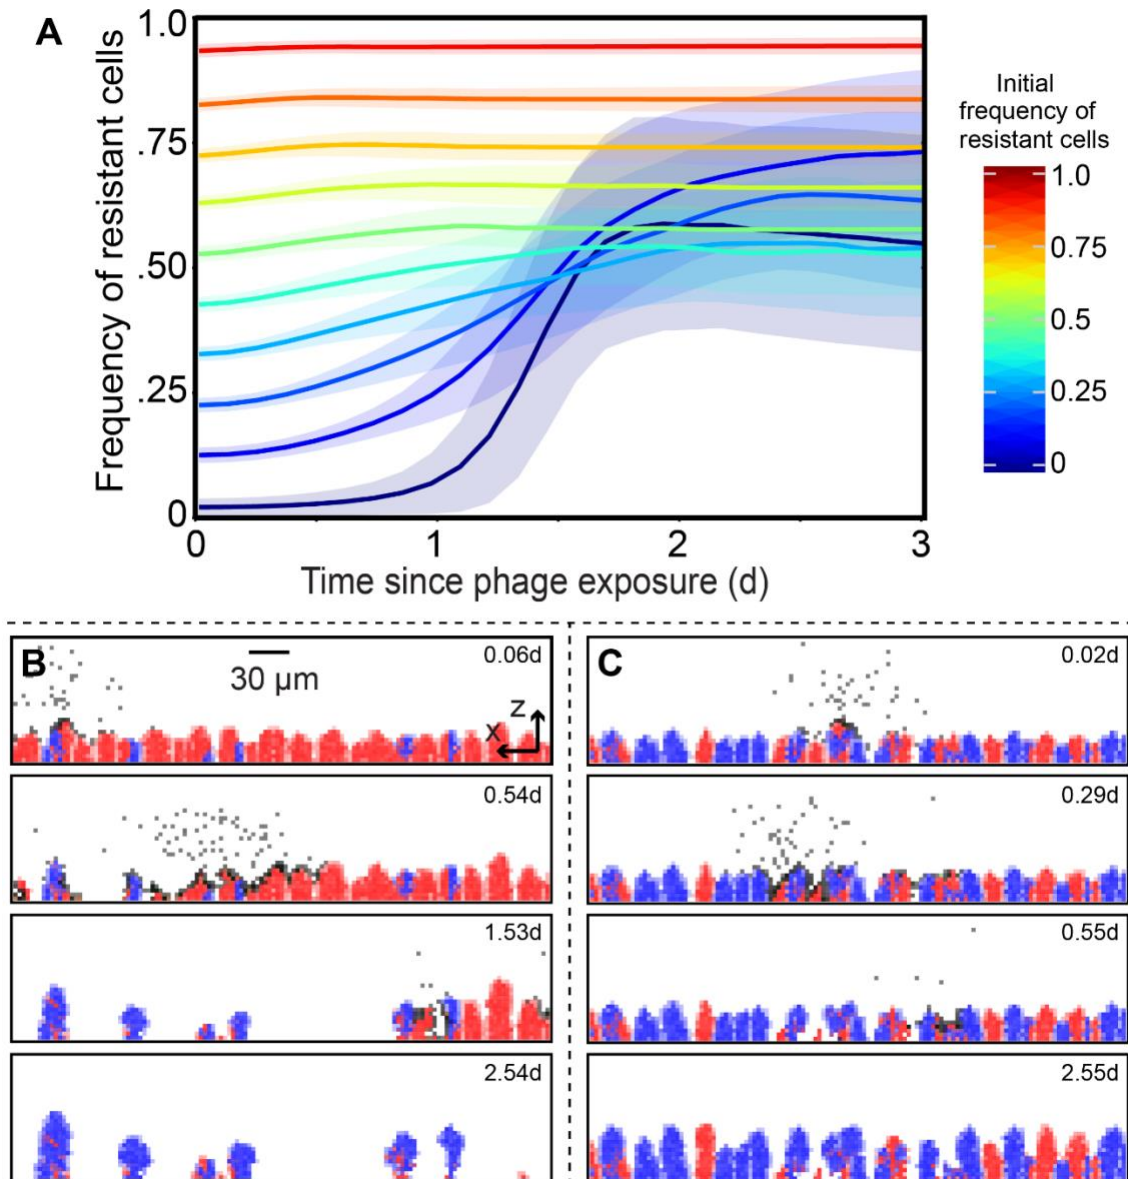 A
Frequency of resistant cells
1.0
.75
.50
.25
0
0
1
2
3
Time since phage exposure (d)
Initial
frequency of
resistant cells
1.0
0.75
0.5
0.25
0
B
30 µm
0.06d
z
x
0.54d
1.53d
2.54d
C
0.02d
0.29d
0.55d
2.55d